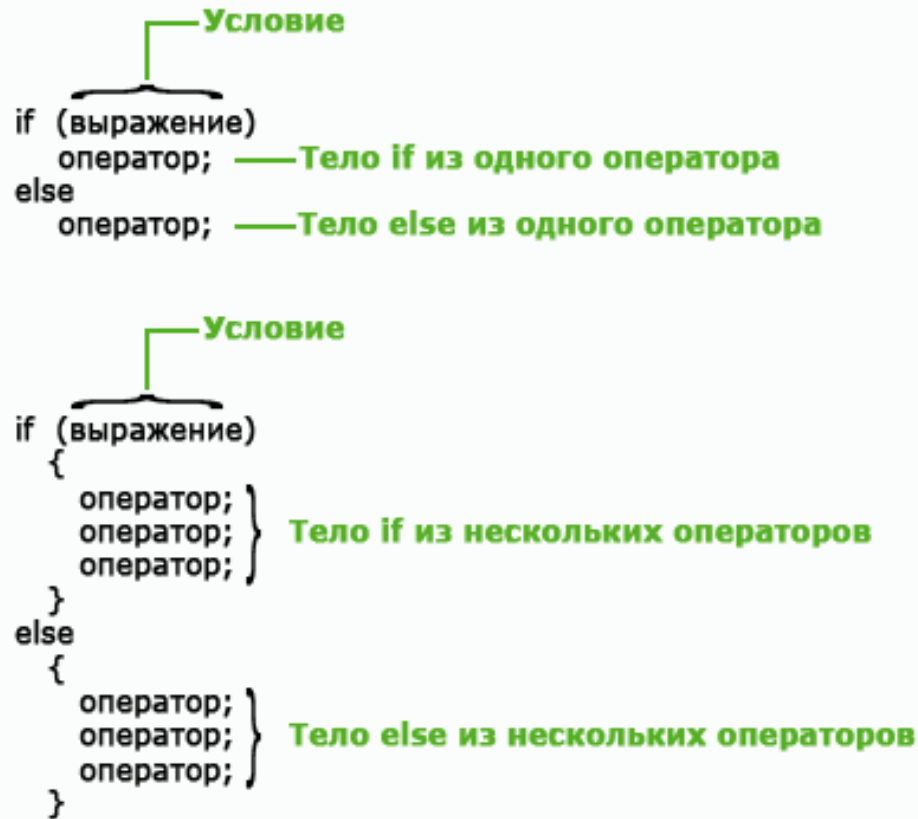 Условие
if (выражение)
оператор; Тело if из одного оператора
else
оператор; Тело else из одного оператора
Условие
if (выражение)
{
оператор;
оператор; Тело if из нескольких операторов
оператор;
}
else
{
оператор;
оператор; Тело else из нескольких операторов
оператор;
}